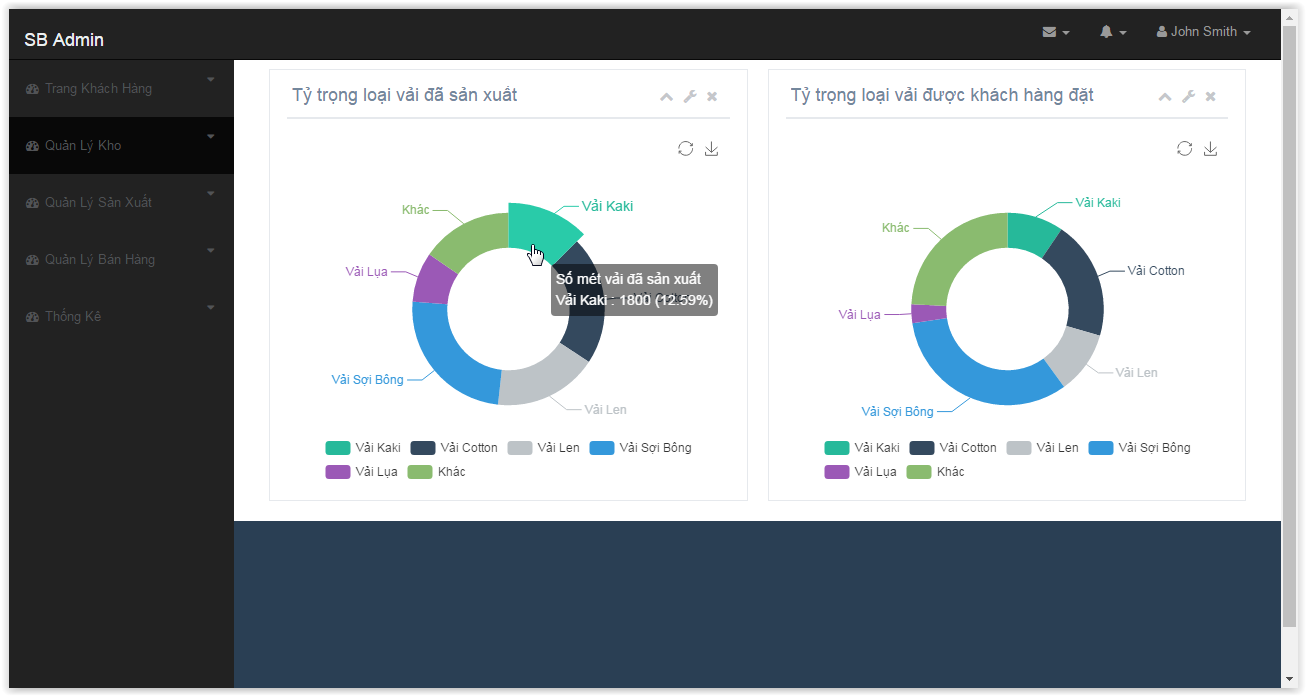 SB Admin
John Smith
Trang Khách Hàng
Quản Lý Kho
Quản Lý Sản Xuất
Quản Lý Bán Hàng
Thống Kê
Tỷ trọng loại vải đã sản xuất
Khác
Vải Kaki
Vải Lụa
Số mét vải đã sản xuất
Vải Kaki : 1800 (12.59%)
Vải Sợi Bông
Vải Len
Vải Kaki Vải Cotton Vải Len Vải Sợi Bông
Vải Lụa Khác
Tỷ trọng loại vải được khách hàng đặt
Vải Kaki
Khác
Vải Cotton
Vải Lụa
Vải Len
Vải Sợi Bông
Vải Kaki Vải Cotton Vải Len Vải Sợi Bông
Vải Lụa Khác